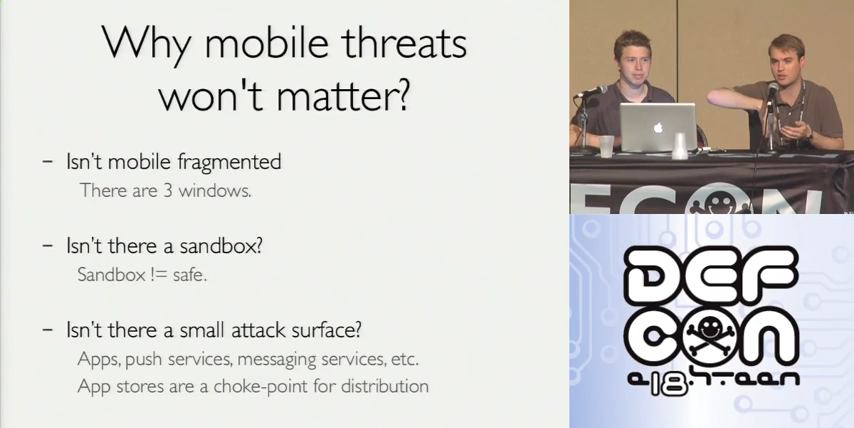 Why mobile threats
won't matter?
– Isn't mobile fragmented
There are 3 windows.
– Isn't there a sandbox?
Sandbox != safe.
– Isn't there a small attack surface?
Apps, push services, messaging services, etc.
App stores are a choke-point for distribution
DEF
CON
e18hteen